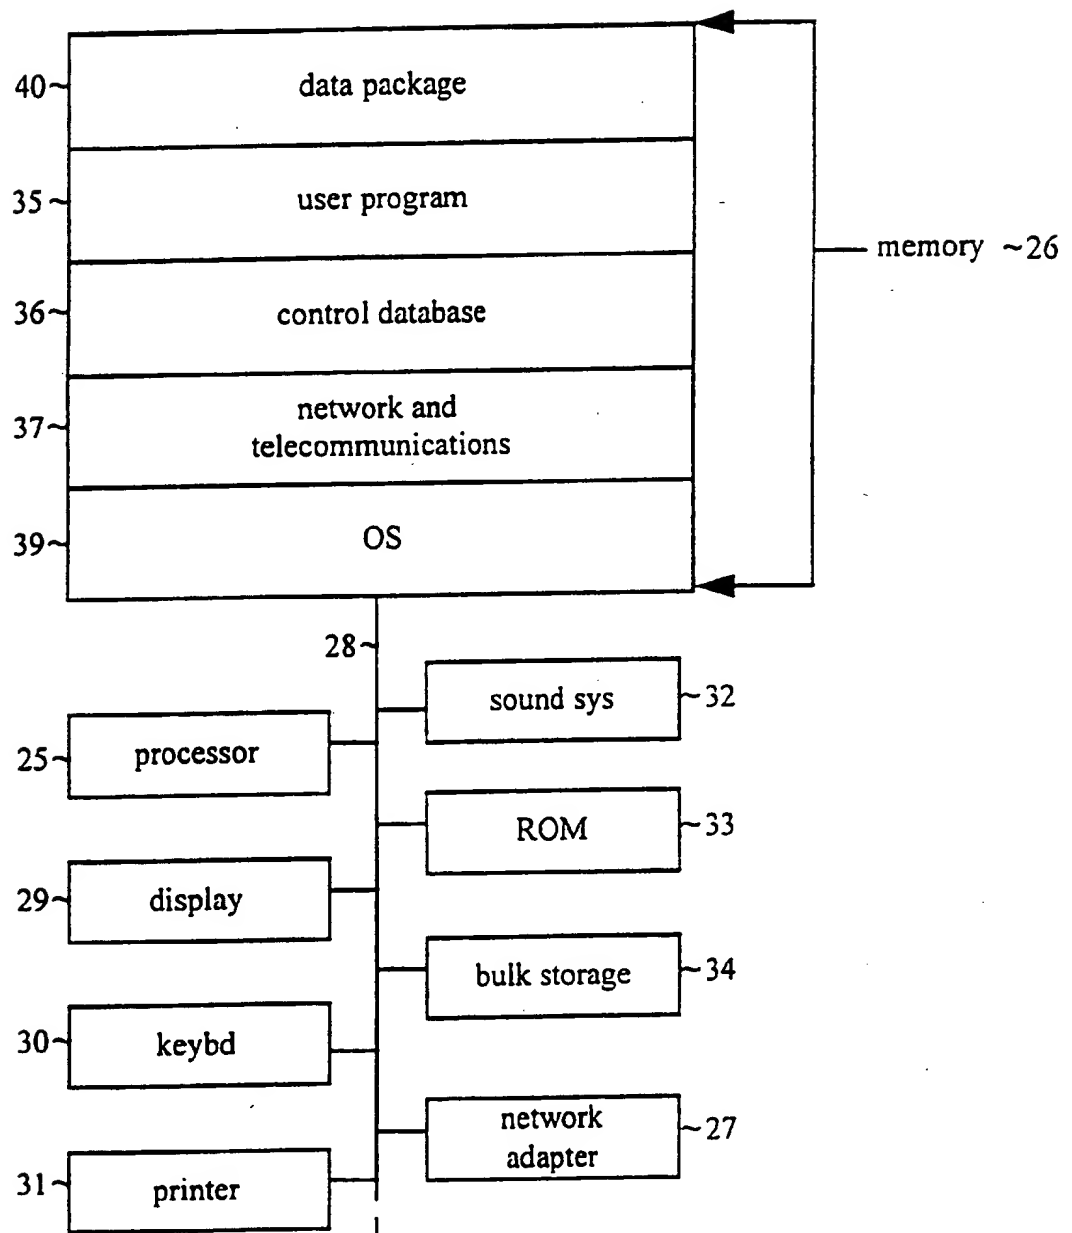 40~ data package
35~ user program
memory ~26
36~ control database
37~ network and
telecommunications
39~ OS
28~
sound sys ~32
25~ processor
ROM ~33
29~ display
bulk storage ~34
30~ keybd
network
adapter ~27
31~ printer